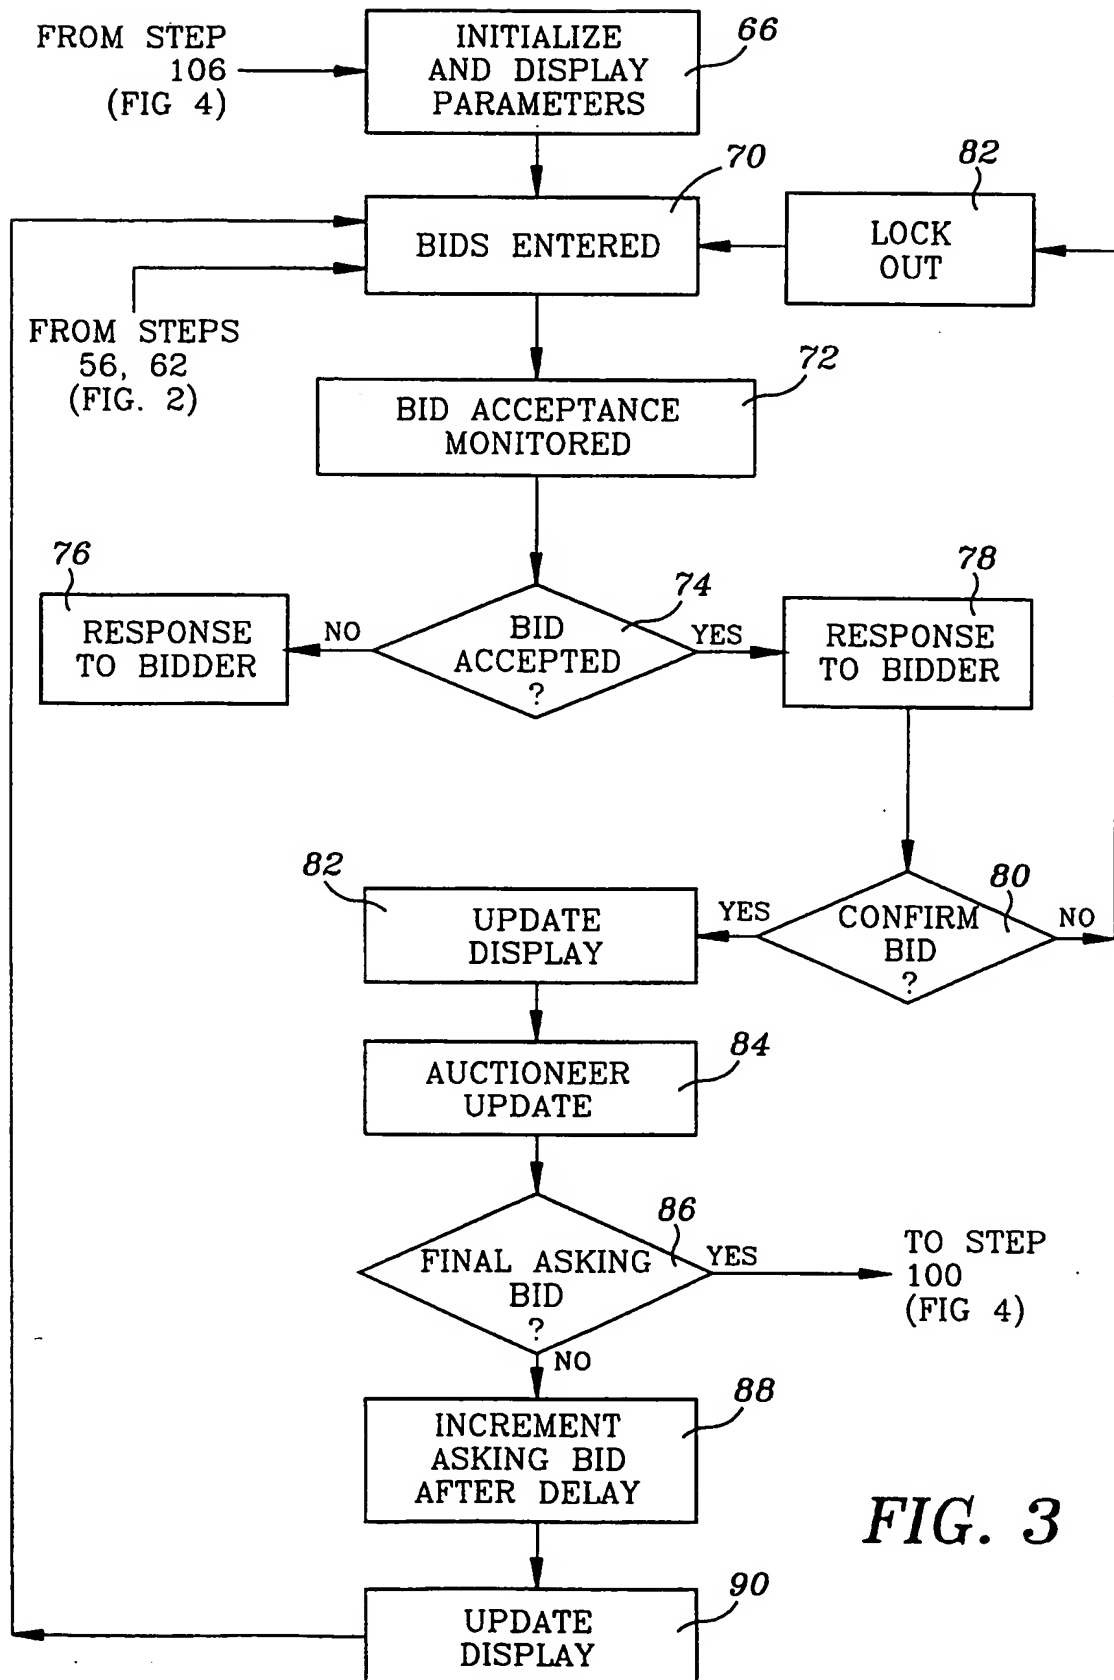 FROM STEP
106
(FIG 4)
INITIALIZE
AND DISPLAY
PARAMETERS
66
70
BIDS ENTERED
82
LOCK
OUT
FROM STEPS
56, 62
(FIG. 2)
72
BID ACCEPTANCE
MONITORED
76
RESPONSE
TO BIDDER
NO
74
BID
ACCEPTED
?
YES
78
RESPONSE
TO BIDDER
82
UPDATE
DISPLAY
YES
80
CONFIRM
BID
?
NO
84
AUCTIONEER
UPDATE
86
FINAL ASKING
BID
?
YES
TO STEP
100
(FIG 4)
NO
88
INCREMENT
ASKING BID
AFTER DELAY
90
UPDATE
DISPLAY
FIG. 3